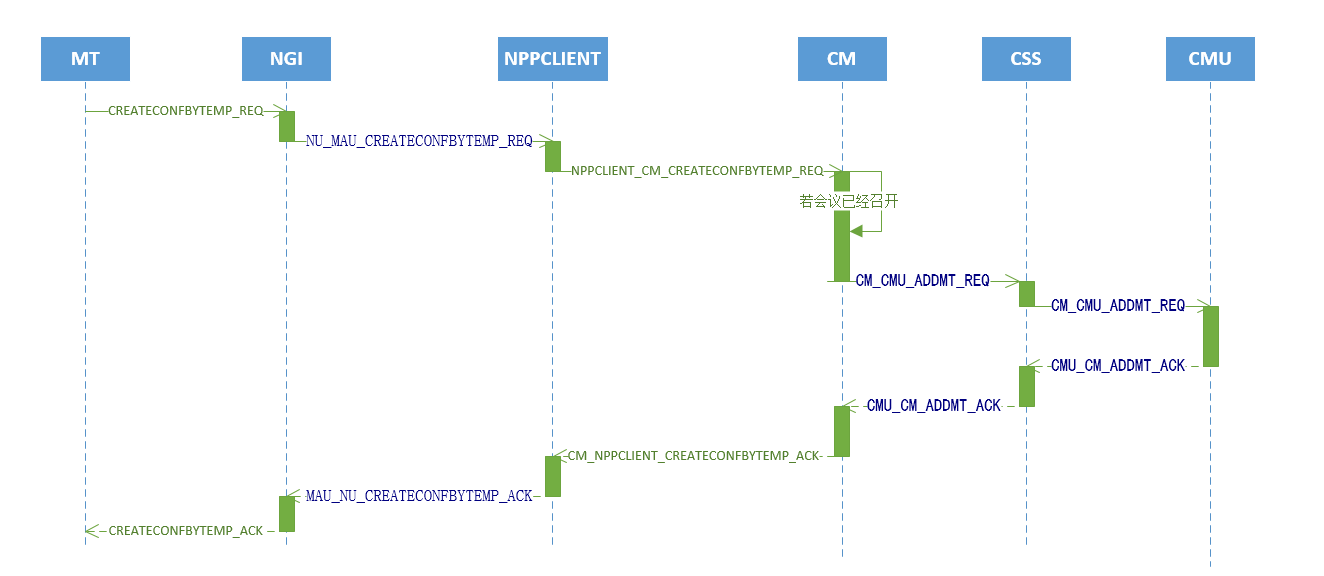 MT
NGI
NPPCLIENT
CM
CSS
CMU
CREATECONFBYTEMP_REQ
NU_MAU_CREATECONFBYTEMP_REQ
NPPCLIENT_CM_CREATECONFBYTEMP_REQ
若会议已经召开
CM_CMU_ADDMT_REQ
CM_CMU_ADDMT_REQ
CMU_CM_ADDMT_ACK
CMU_CM_ADDMT_ACK
CM_NPPCLIENT_CREATECONFBYTEMP_ACK
MAU_NU_CREATECONFBYTEMP_ACK
CREATECONFBYTEMP_ACK